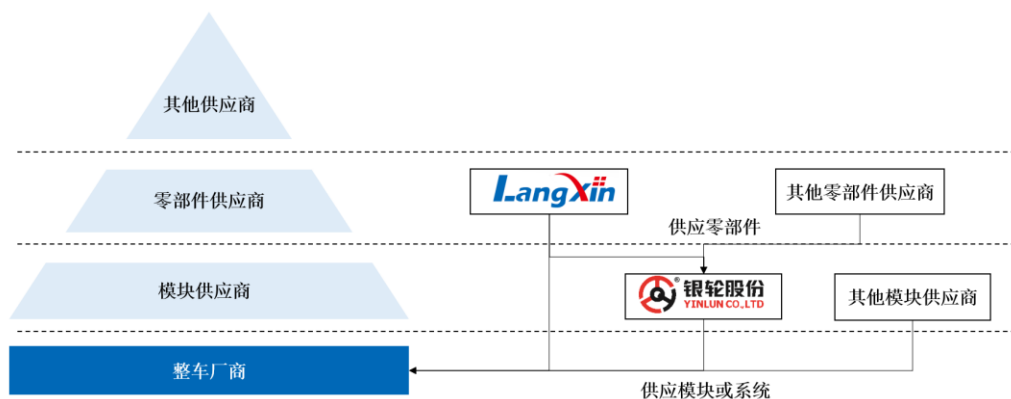 其他供应商
零部件供应商
LangXin
其他零部件供应商
供应零部件
模块供应商
® 银轮股份
YINLUN CO.,LTD
其他模块供应商
整车厂商
供应模块或系统